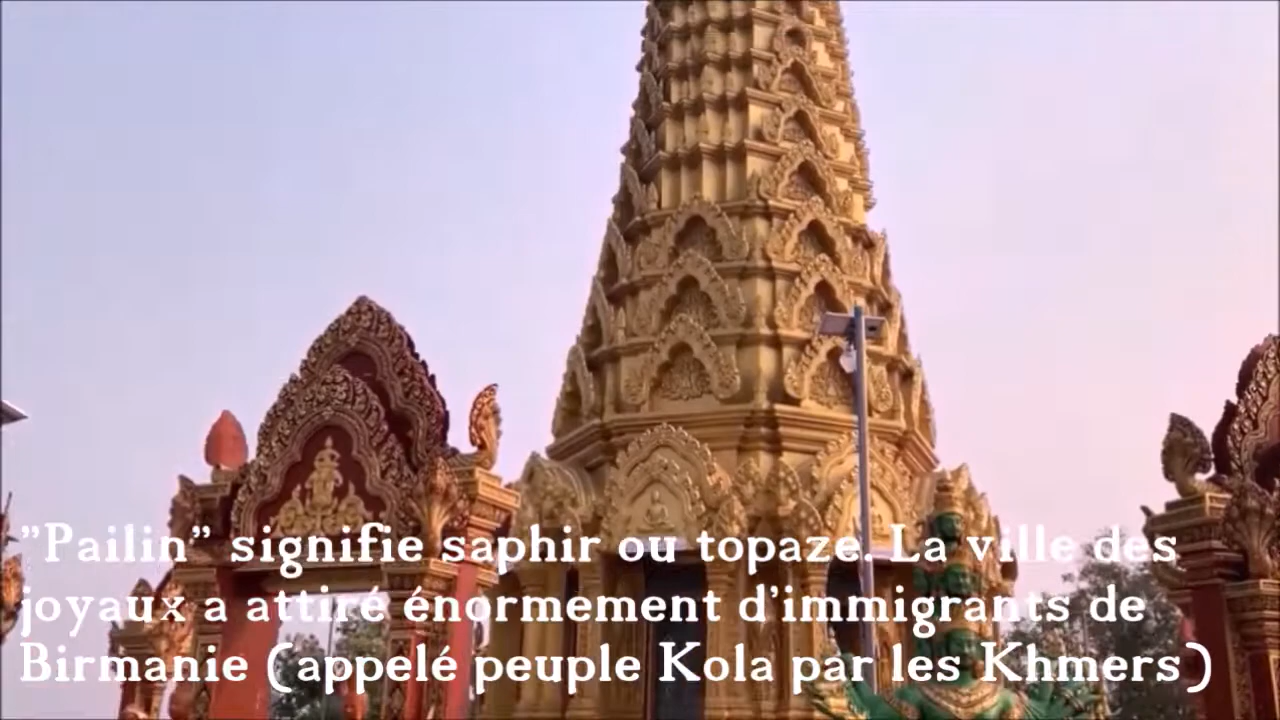 "Pailin" signifie saphir ou topaze. La ville des
joyaux a attiré énormement d'immigrants de
Birmanie (appelé peuple Kola par les Khmers)